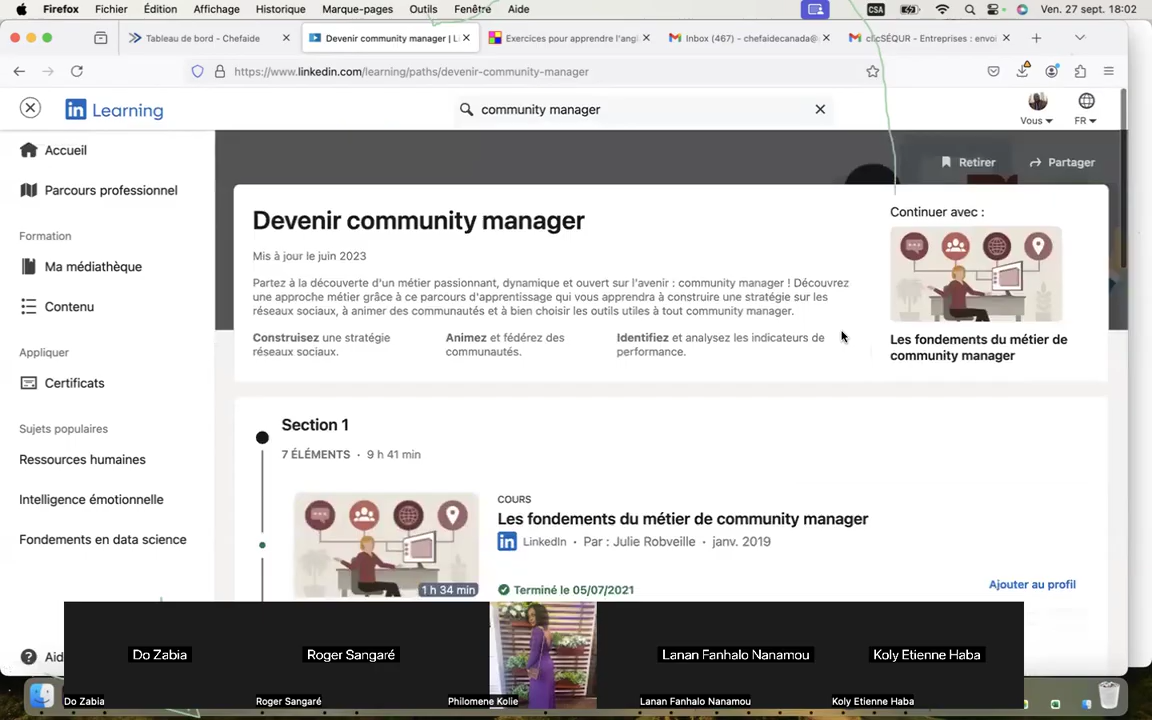 Firefox Fichier Édition Affichage Historique Marque-pages Outils Fenêtre Aide CSA Ven. 27 sept. 18:02
Tableau de bord - Chefaide
Devenir community manager | L
Exercices pour apprendre l'angl
Inbox (467) - chefaidecanada@
clicSÉQUR - Entreprises : envoi
https://www.linkedin.com/learning/paths/devenir-community-manager
in Learning
community manager
Vous
FR
Accueil
Parcours professionnel
Formation
Ma médiathèque
Contenu
Appliquer
Certificats
Sujets populaires
Ressources humaines
Intelligence émotionnelle
Fondements en data science
Aid
Retirer
Partager
Devenir community manager
Mis à jour le juin 2023
Partez à la découverte d'un métier passionnant, dynamique et ouvert sur l'avenir : community manager ! Découvrez
une approche métier grâce à ce parcours d'apprentissage qui vous apprendra à construire une stratégie sur les
réseaux sociaux, à animer des communautés et à bien choisir les outils utiles à tout community manager.
Construisez une stratégie
réseaux sociaux.
Animez et fédérez des
communautés.
Identifiez et analysez les indicateurs de
performance.
Continuer avec :
Les fondements du métier de
community manager
Section 1
7 ÉLÉMENTS · 9 h 41 min
1 h 34 min
COURS
Les fondements du métier de community manager
in LinkedIn · Par : Julie Robveille · janv. 2019
Terminé le 05/07/2021
Ajouter au profil
Do Zabia
Roger Sangaré
Lanan Fanhalo Nanamou
Koly Etienne Haba
Do Zabia
Roger Sangaré
Philomene Kolie
Lanan Fanhalo Nanamou
Koly Etienne Haba